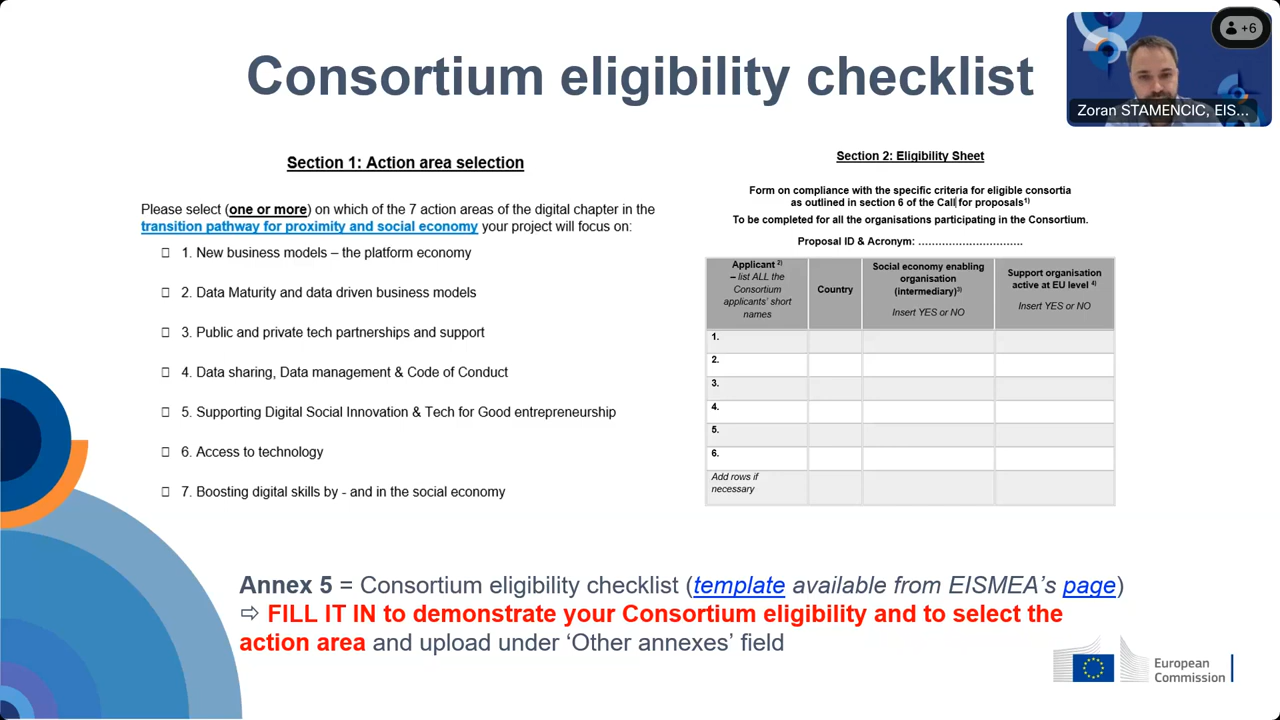 Consortium eligibility checklist
+6
Zoran STAMENCIC, EIS...
Section 1: Action area selection
Please select (one or more) on which of the 7 action areas of the digital chapter in the
transition pathway for proximity and social economy your project will focus on:
1. New business models – the platform economy
2. Data Maturity and data driven business models
3. Public and private tech partnerships and support
4. Data sharing, Data management & Code of Conduct
5. Supporting Digital Social Innovation & Tech for Good entrepreneurship
6. Access to technology
7. Boosting digital skills by - and in the social economy
Section 2: Eligibility Sheet
Form on compliance with the specific criteria for eligible consortia
as outlined in section 6 of the Call for proposals¹⁾
To be completed for all the organisations participating in the Consortium.
Proposal ID & Acronym: ................................
Applicant ²⁾
– list ALL the
Consortium
applicants' short
names
Country
Social economy enabling
organisation
(intermediary)³⁾
Insert YES or NO
Support organisation
active at EU level ⁴⁾
Insert YES or NO
1.
2.
3.
4.
5.
6.
Add rows if
necessary
Annex 5 = Consortium eligibility checklist (template available from EISMEA's page)
⇨ FILL IT IN to demonstrate your Consortium eligibility and to select the
action area and upload under 'Other annexes' field
European
Commission